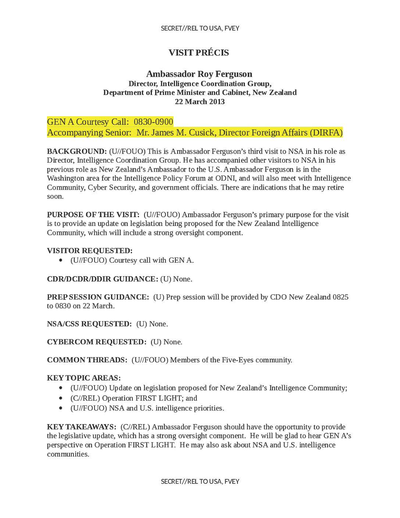 SECRET//REL TO USA, FVEY
VISIT PRÉCIS
Ambassador Roy Ferguson
Director, Intelligence Coordination Group,
Department of Prime Minister and Cabinet, New Zealand
22 March 2013
GEN A Courtesy Call:  0830-0900
Accompanying Senior:  Mr. James M. Cusick, Director Foreign Affairs (DIRFA)
BACKGROUND: (U//FOUO) This is Ambassador Ferguson's third visit to NSA in his role as
Director, Intelligence Coordination Group. He has accompanied other visitors to NSA in his
previous role as New Zealand's Ambassador to the U.S. Ambassador Ferguson is in the
Washington area for the Intelligence Policy Forum at ODNI, and will also meet with Intelligence
Community, Cyber Security, and government officials. There are indications that he may retire
soon.
PURPOSE OF THE VISIT:  (U//FOUO) Ambassador Ferguson's primary purpose for the visit
is to provide an update on legislation being proposed for the New Zealand Intelligence
Community, which will include a strong oversight component.
VISITOR REQUESTED:
• (U//FOUO) Courtesy call with GEN A.
CDR/DCDR/DDIR GUIDANCE: (U) None.
PREP SESSION GUIDANCE:  (U) Prep session will be provided by CDO New Zealand 0825
to 0830 on 22 March.
NSA/CSS REQUESTED:  (U) None.
CYBERCOM REQUESTED:  (U) None.
COMMON THREADS:  (U//FOUO) Members of the Five-Eyes community.
KEY TOPIC AREAS:
• (U//FOUO) Update on legislation proposed for New Zealand's Intelligence Community;
• (C//REL) Operation FIRST LIGHT; and
• (U//FOUO) NSA and U.S. intelligence priorities.
KEY TAKEAWAYS:  (C//REL) Ambassador Ferguson should have the opportunity to provide
the legislative update, which has a strong oversight component.  He will be glad to hear GEN A's
perspective on Operation FIRST LIGHT.  He may also ask about NSA and U.S. intelligence
communities.
SECRET//REL TO USA, FVEY